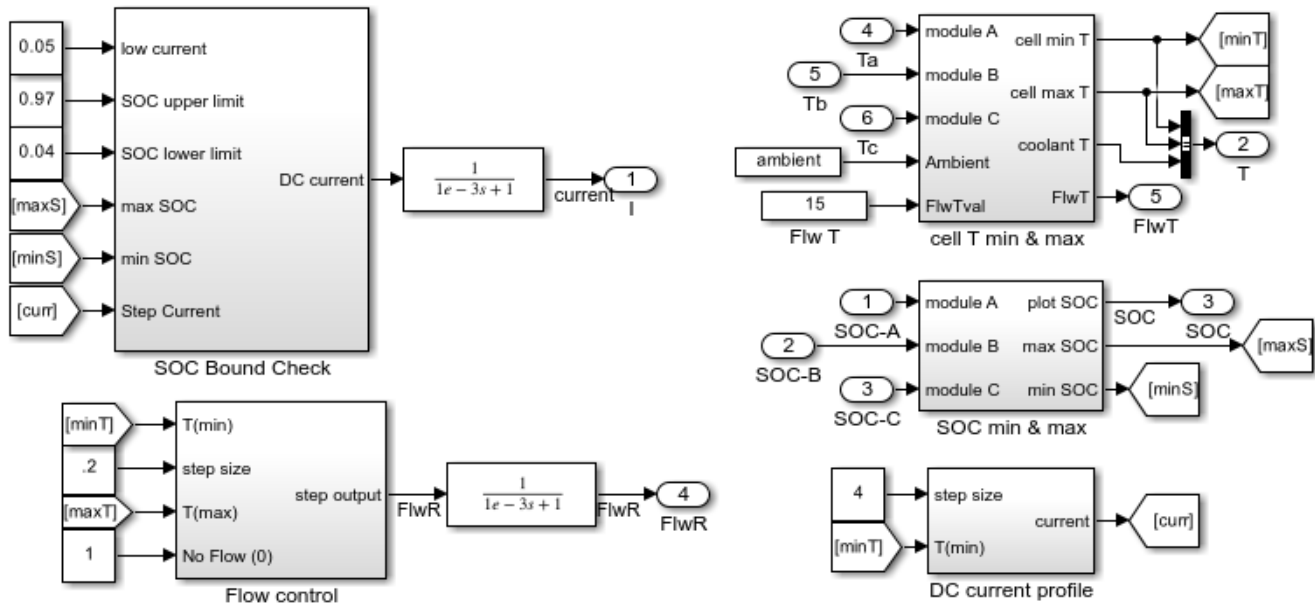 0.05
low current
0.97
SOC upper limit
0.04
SOC lower limit
[maxS]
max SOC
[minS]
min SOC
[curr]
Step Current
DC current
SOC Bound Check
1
1e − 3s + 1
current
1
I
4
Ta
module A
cell min T
[minT]
5
Tb
module B
cell max T
[maxT]
6
Tc
module C
coolant T
2
T
ambient
Ambient
15
Flw T
FlwTval
FlwT
5
FlwT
cell T min & max
1
SOC-A
module A
plot SOC
SOC
3
SOC
2
SOC-B
module B
max SOC
[maxS]
3
SOC-C
module C
min SOC
[minS]
SOC min & max
[minT]
T(min)
.2
step size
[maxT]
T(max)
1
No Flow (0)
step output
Flow control
FlwR
1
1e − 3s + 1
FlwR
4
FlwR
4
step size
[minT]
T(min)
current
[curr]
DC current profile